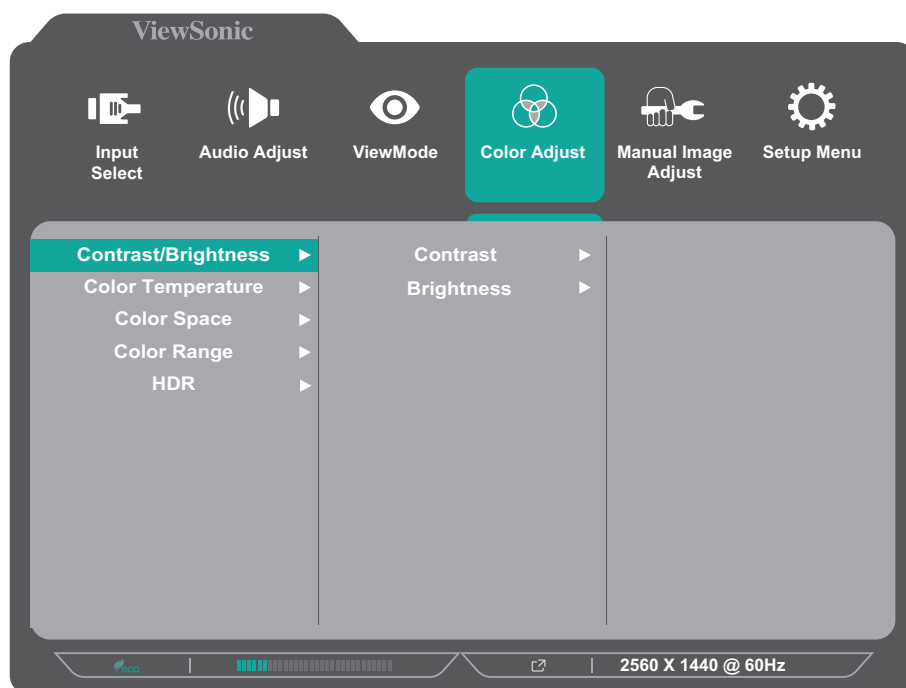 ViewSonic
Input Select
Audio Adjust
ViewMode
Color Adjust
Manual Image Adjust
Setup Menu
Contrast/Brightness
Contrast
Color Temperature
Brightness
Color Space
Color Range
HDR
eco
2560 X 1440 @ 60Hz